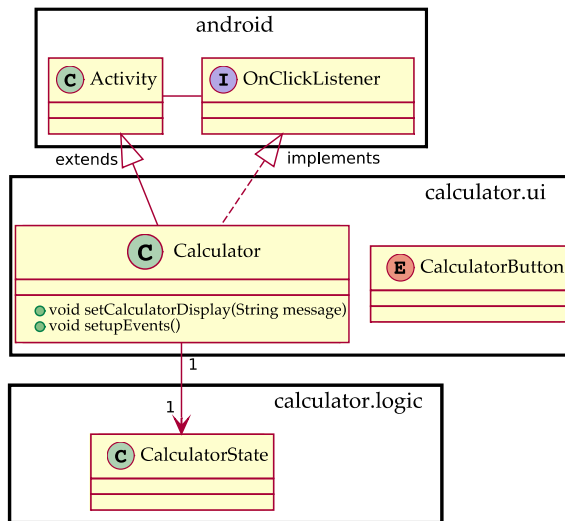 android
C Activity
I OnClickListener
extends
implements
calculator.ui
C Calculator
void setCalculatorDisplay(String message)
void setupEvents()
E CalculatorButton
1
1
calculator.logic
C CalculatorState